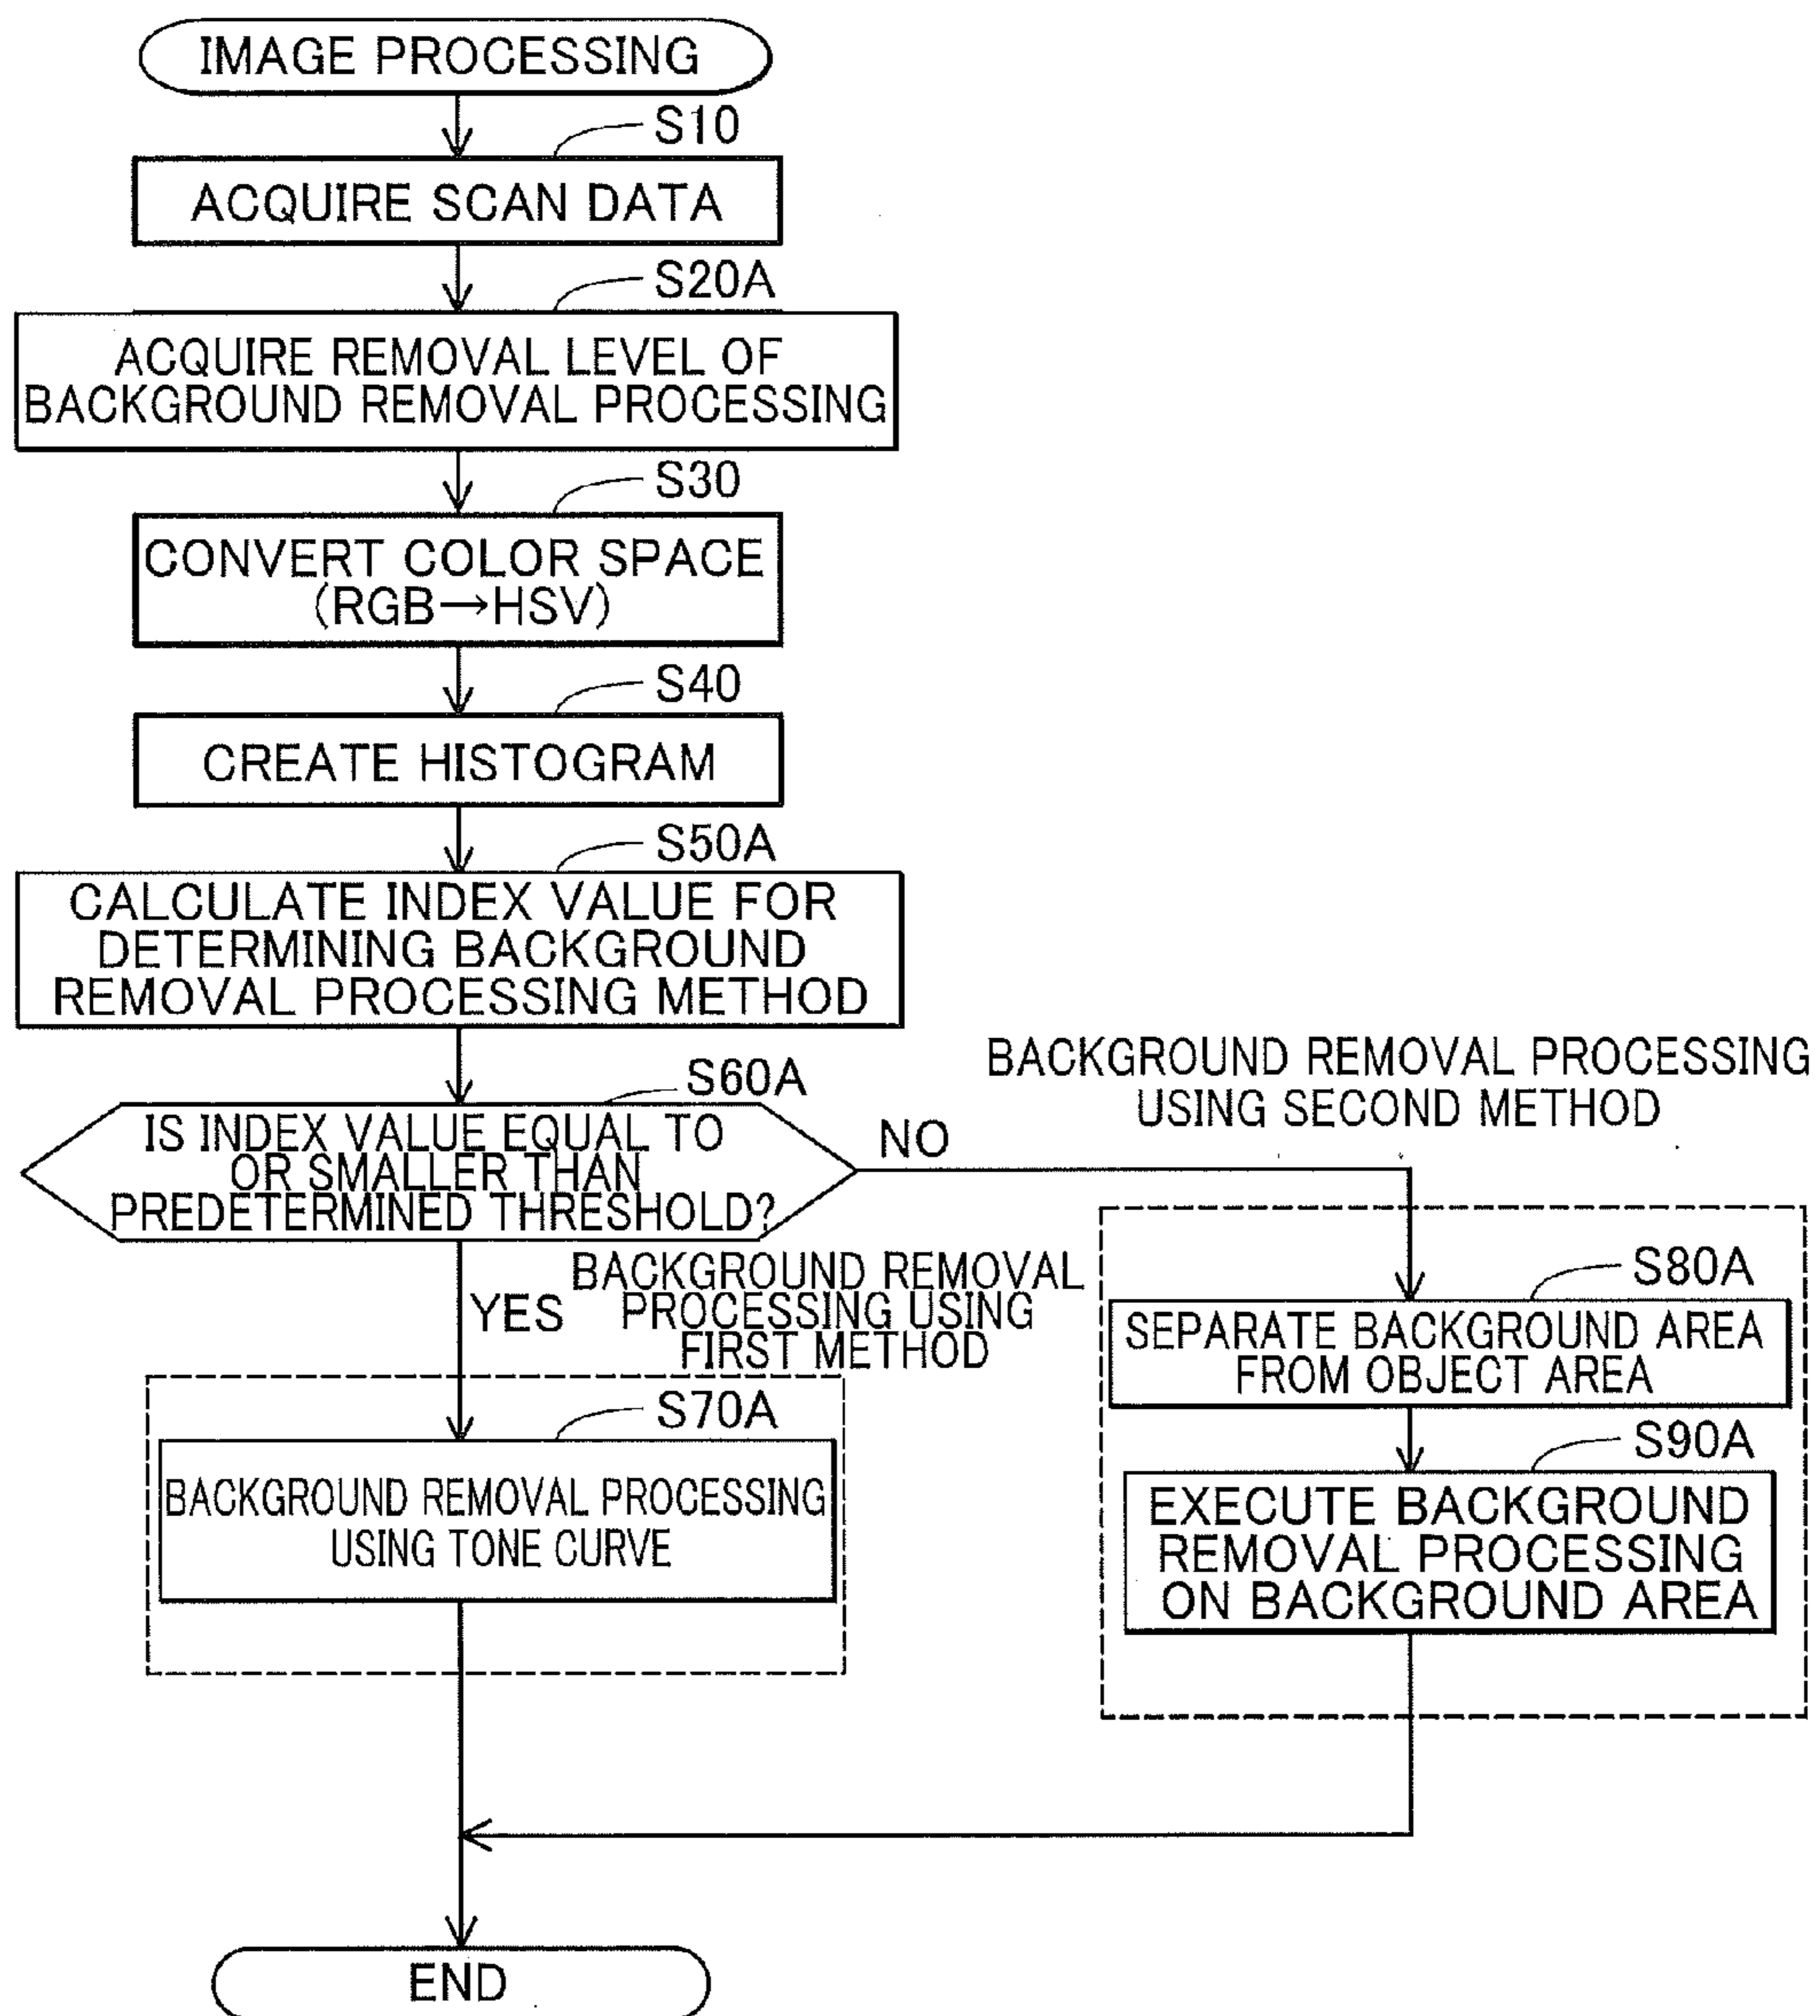 IMAGE PROCESSING
S10
ACQUIRE SCAN DATA
S20A
ACQUIRE REMOVAL LEVEL OF
BACKGROUND REMOVAL PROCESSING
S30
CONVERT COLOR SPACE
(RGB→HSV)
S40
CREATE HISTOGRAM
S50A
CALCULATE INDEX VALUE FOR
DETERMINING BACKGROUND
REMOVAL PROCESSING METHOD
S60A
IS INDEX VALUE EQUAL TO
OR SMALLER THAN
PREDETERMINED THRESHOLD?
NO
BACKGROUND REMOVAL PROCESSING
USING SECOND METHOD
YES
BACKGROUND REMOVAL
PROCESSING USING
FIRST METHOD
S70A
BACKGROUND REMOVAL PROCESSING
USING TONE CURVE
S80A
SEPARATE BACKGROUND AREA
FROM OBJECT AREA
S90A
EXECUTE BACKGROUND
REMOVAL PROCESSING
ON BACKGROUND AREA
END